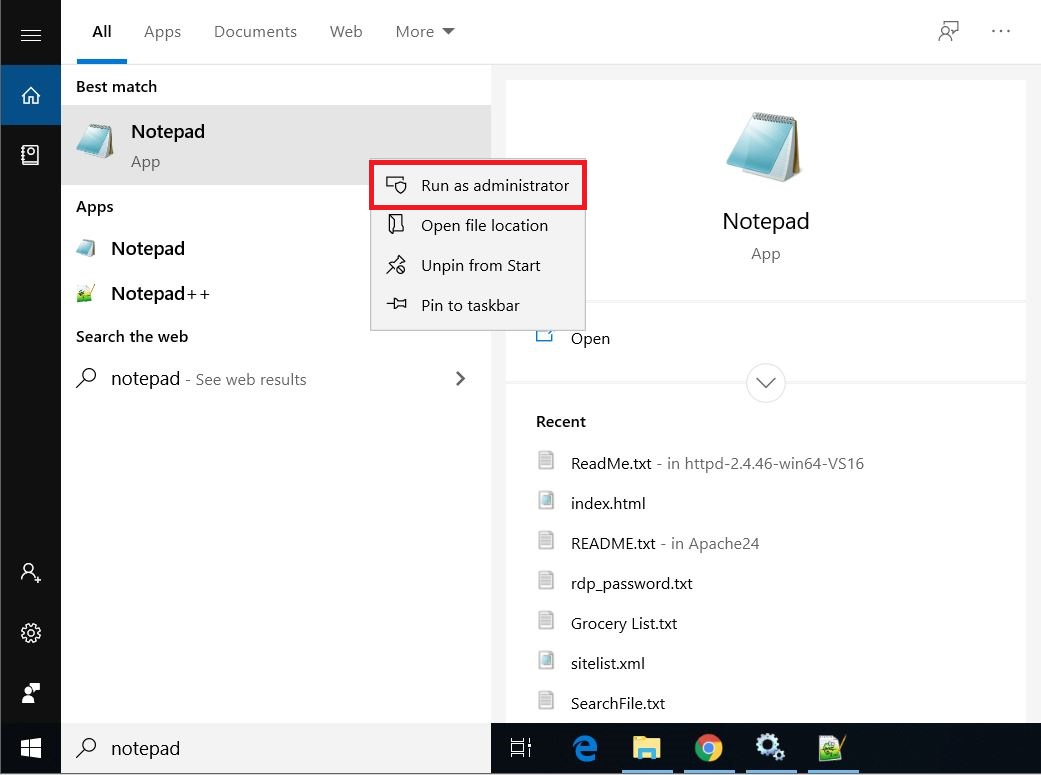 All Apps Documents Web More
Best match
Notepad
App
Run as administrator
Open file location
Unpin from Start
Pin to taskbar
Apps
Notepad
Notepad++
Search the web
notepad - See web results
Notepad
App
Open
Recent
ReadMe.txt - in httpd-2.4.46-win64-VS16
index.html
README.txt - in Apache24
rdp_password.txt
Grocery List.txt
sitelist.xml
SearchFile.txt
notepad